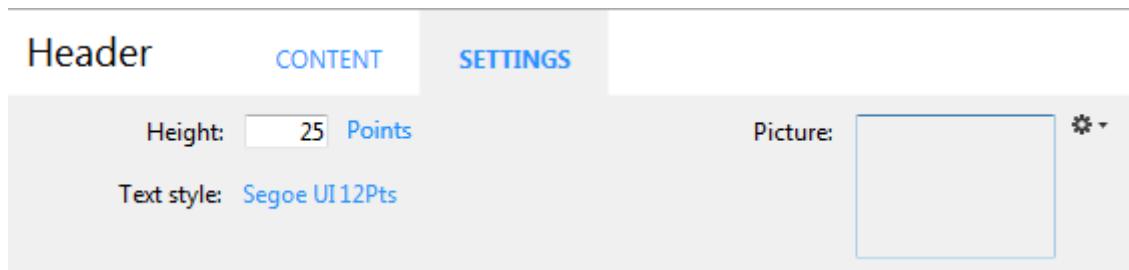 Header CONTENT SETTINGS
Height: 25 Points Picture:
Text style: Segoe UI 12Pts